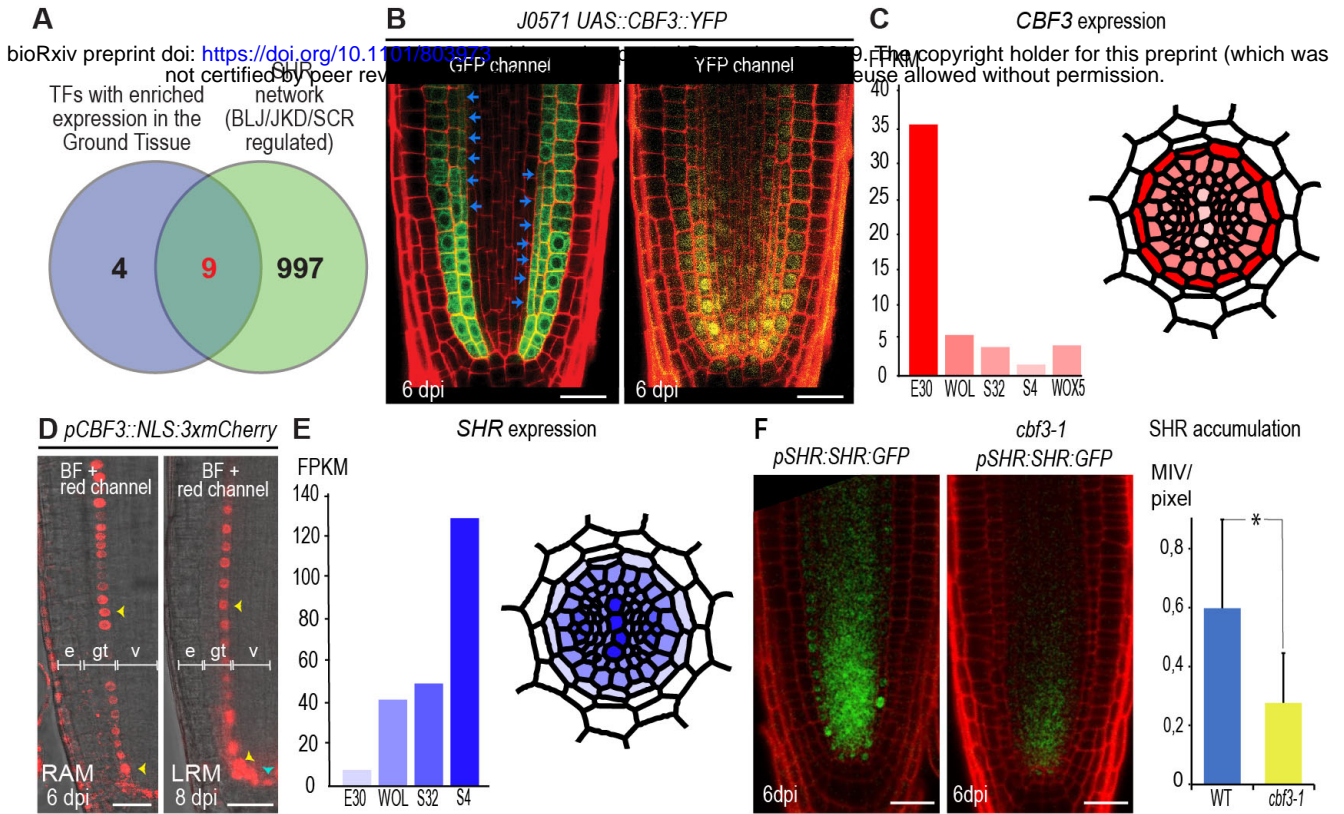 A
B
J0571 UAS::CBF3::YFP
C
CBF3 expression
bioRxiv preprint doi: https://doi.org/10.1101/803973
9. The copyright holder for this preprint (which was
not certified by peer rev
euse allowed without permission.
TFs with enriched
expression in the
Ground Tissue
SHR
network
(BLJ/JKD/SCR
regulated)
4
9
997
GFP channel
YFP channel
6 dpi
6 dpi
FPKM
40
35
30
25
20
15
10
5
0
E30 WOL S32 S4 WOX5
D
pCBF3::NLS:3xmCherry
BF +
red channel
BF +
red channel
e gt v
e gt v
RAM
6 dpi
LRM
8 dpi
E
SHR expression
FPKM
140
120
100
80
60
40
20
0
E30 WOL S32 S4
F
pSHR:SHR:GFP
cbf3-1
pSHR:SHR:GFP
6dpi
6dpi
SHR accumulation
MIV/
pixel
*
0,8
0,6
0,4
0,2
0
WT cbf3-1